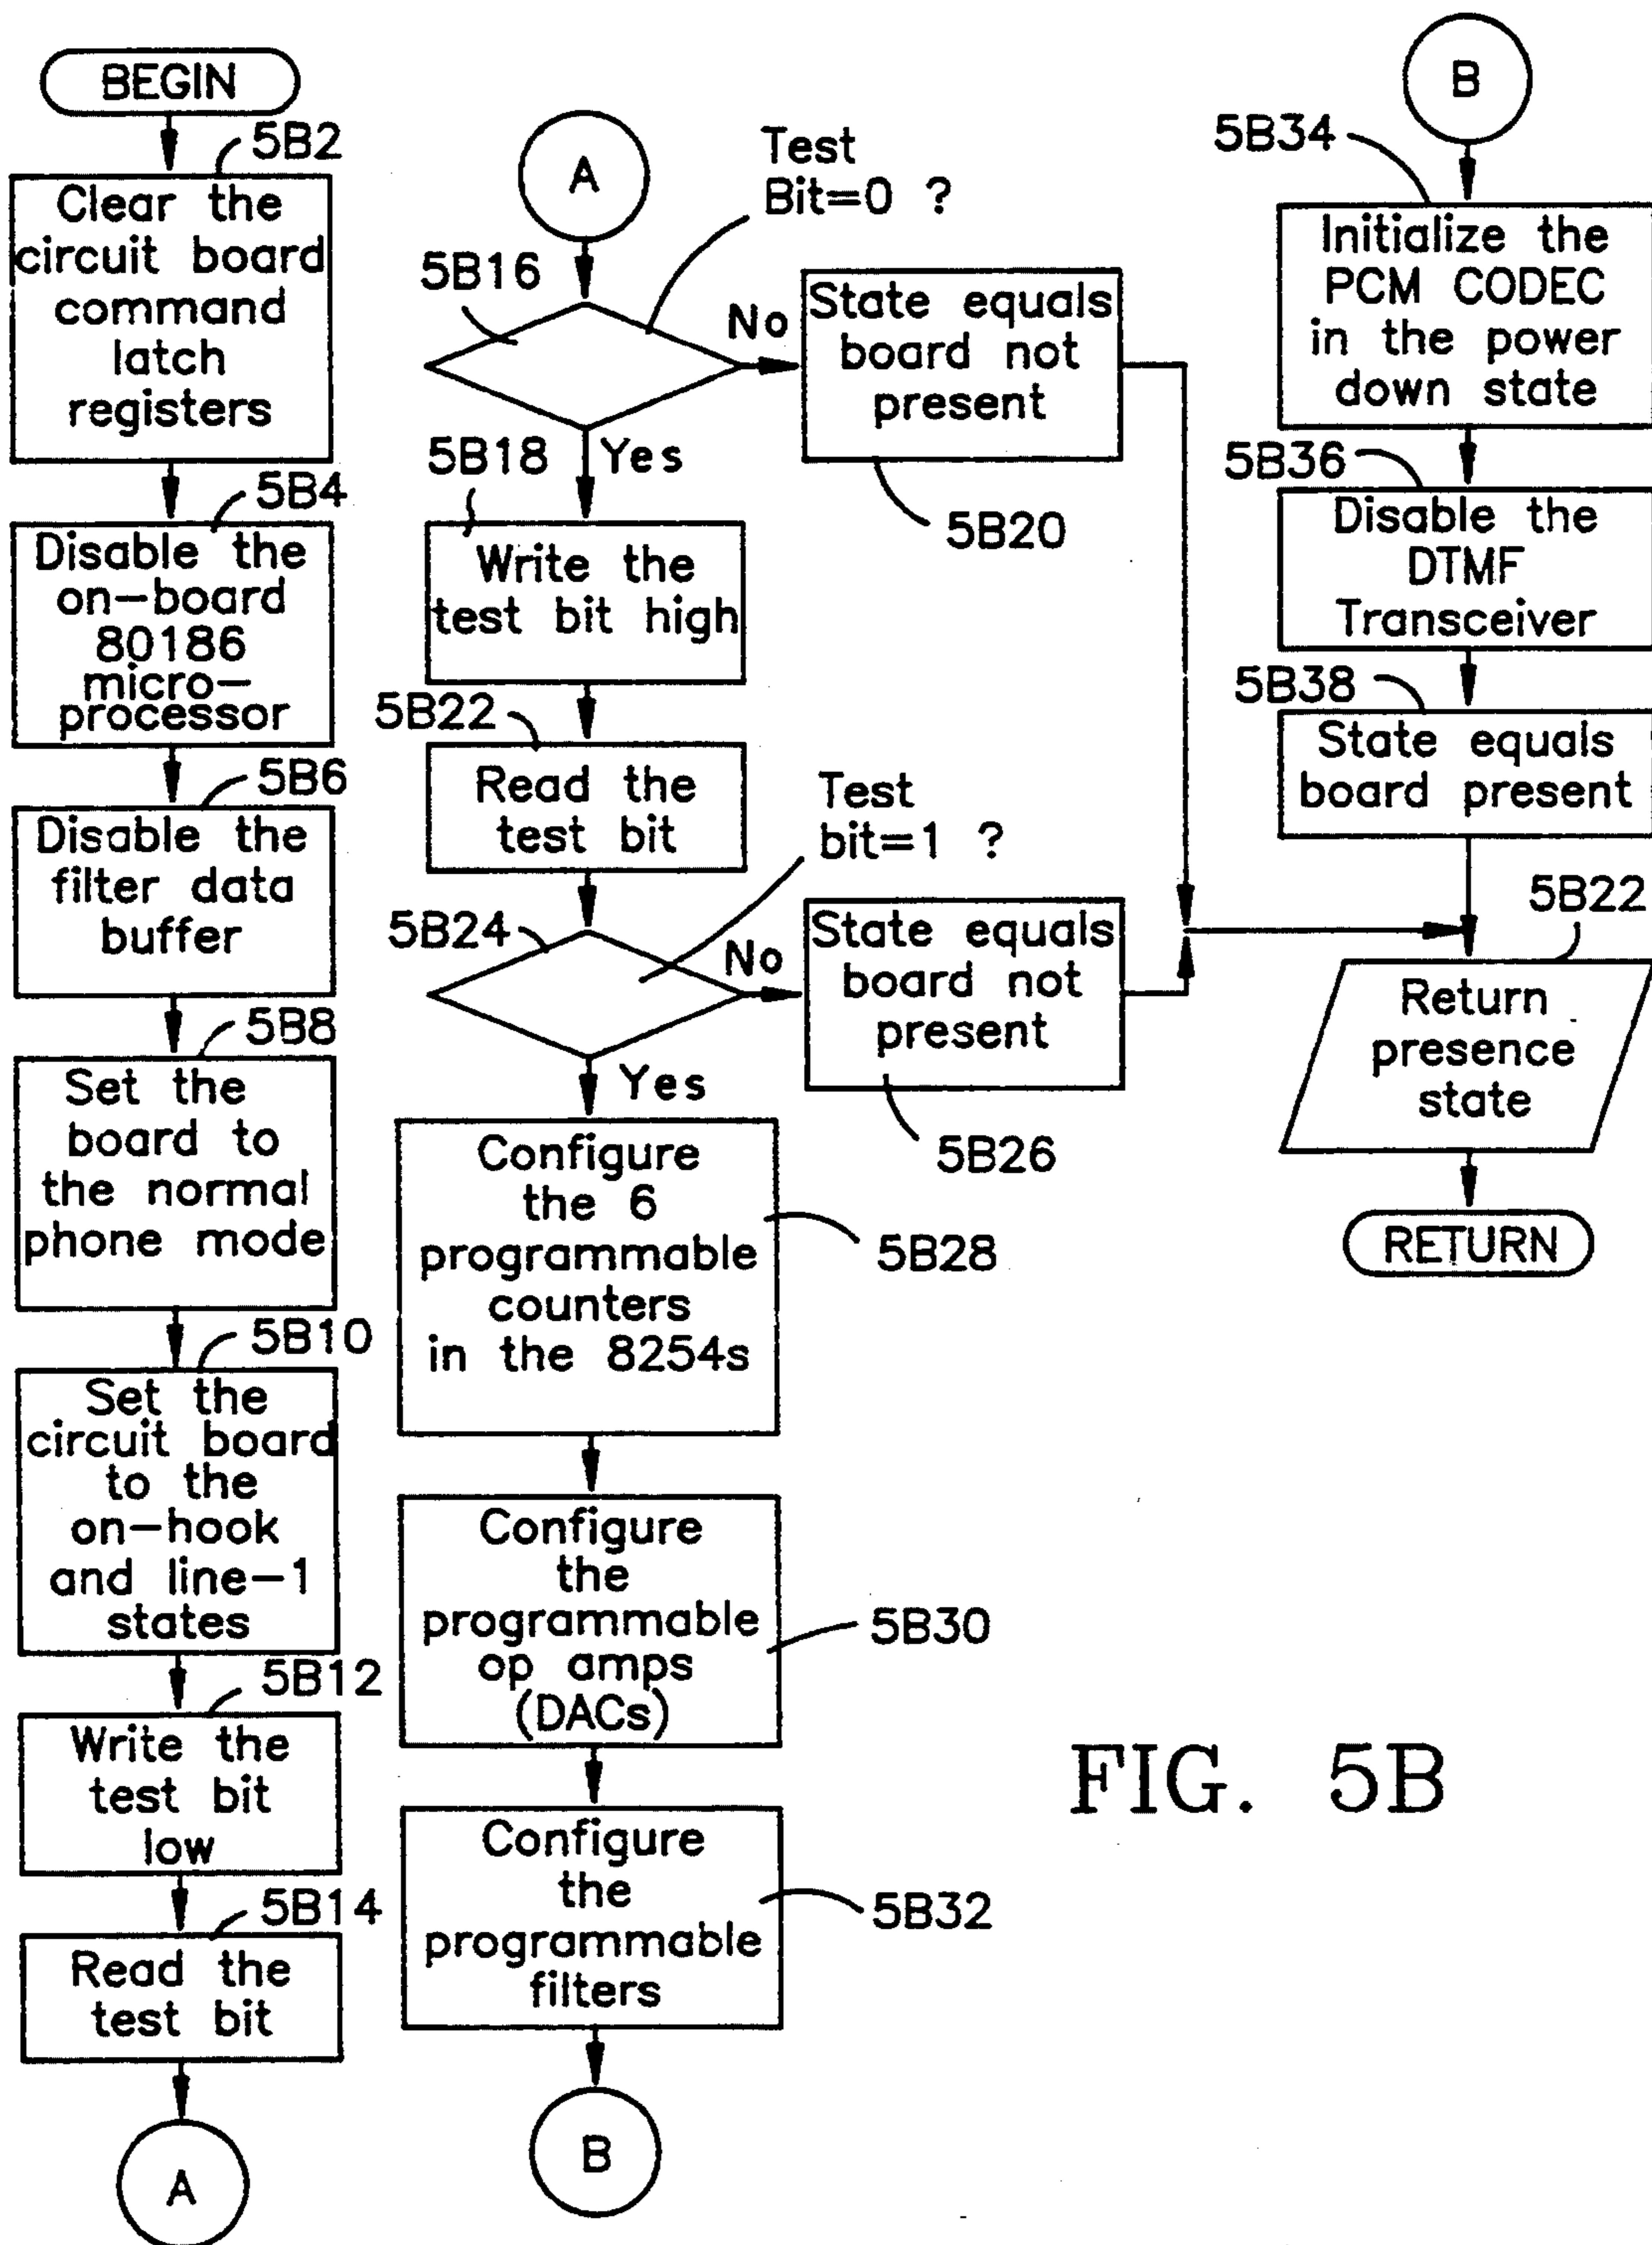 BEGIN
5B2
Clear the
circuit board
command
latch
registers
5B4
Disable the
on-board
80186
micro-
processor
5B6
Disable the
filter data
buffer
5B8
Set the
board to
the normal
phone mode
5B10
Set the
circuit board
to the
on-hook
and line-1
states
5B12
Write the
test bit
low
5B14
Read the
test bit
A
A
Test
Bit=0 ?
5B16
No
State equals
board not
present
5B20
Yes
5B18
Write the
test bit high
5B22
Read the
test bit
Test
bit=1 ?
5B24
No
State equals
board not
present
5B26
Yes
Configure
the 6
programmable
counters
in the 8254s
5B28
Configure
the
programmable
op amps
(DACs)
5B30
Configure
the
programmable
filters
5B32
B
B
5B34
Initialize the
PCM CODEC
in the power
down state
5B36
Disable the
DTMF
Transceiver
5B38
State equals
board present
5B22
Return
presence
state
RETURN
FIG. 5B